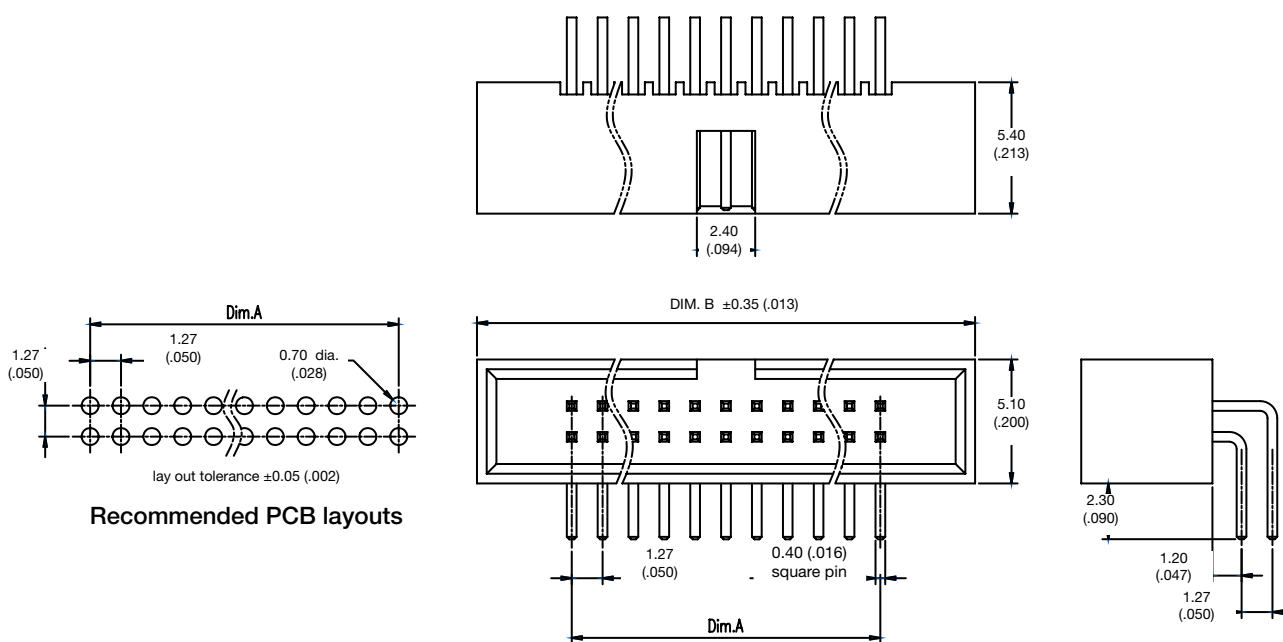 5.40
(.213)
2.40
(.094)
Dim.A
1.27
(.050)
1.27
(.050)
0.70 dia.
(.028)
lay out tolerance ±0.05 (.002)
Recommended PCB layouts
DIM. B ±0.35 (.013)
5.10
(.200)
1.27
(.050)
0.40 (.016)
square pin
Dim.A
2.30
(.090)
1.20
(.047)
1.27
(.050)